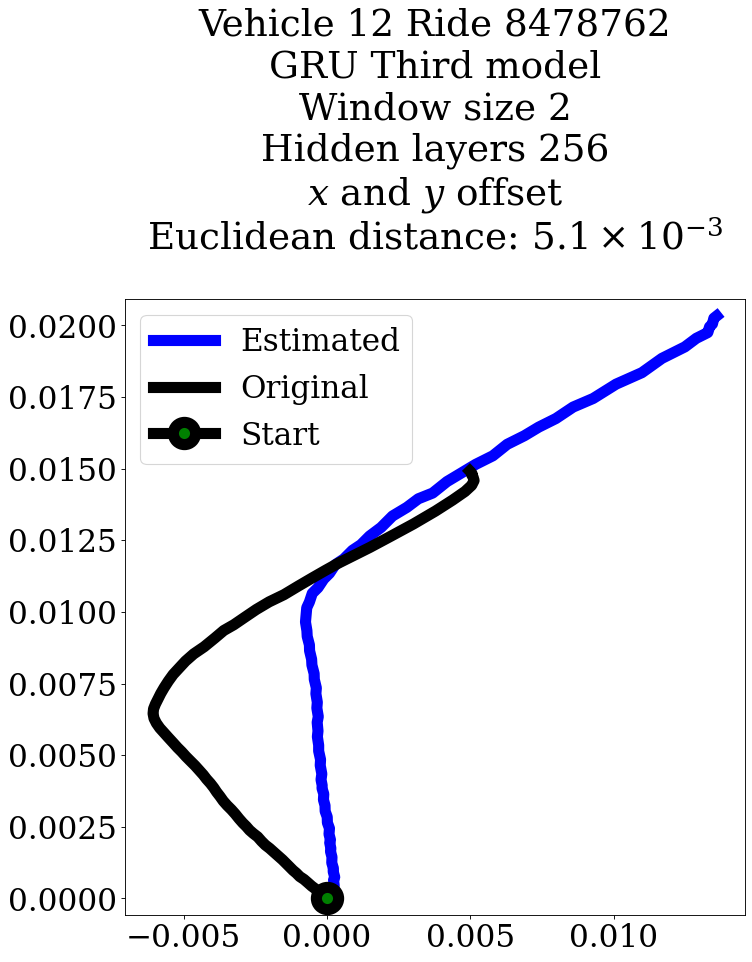 Vehicle 12 Ride 8478762
GRU Third model
Window size 2
Hidden layers 256
x and y offset
Euclidean distance: 5.1 × 10⁻³
Estimated
Original
Start
0.0200
0.0175
0.0150
0.0125
0.0100
0.0075
0.0050
0.0025
0.0000
−0.005 0.000 0.005 0.010